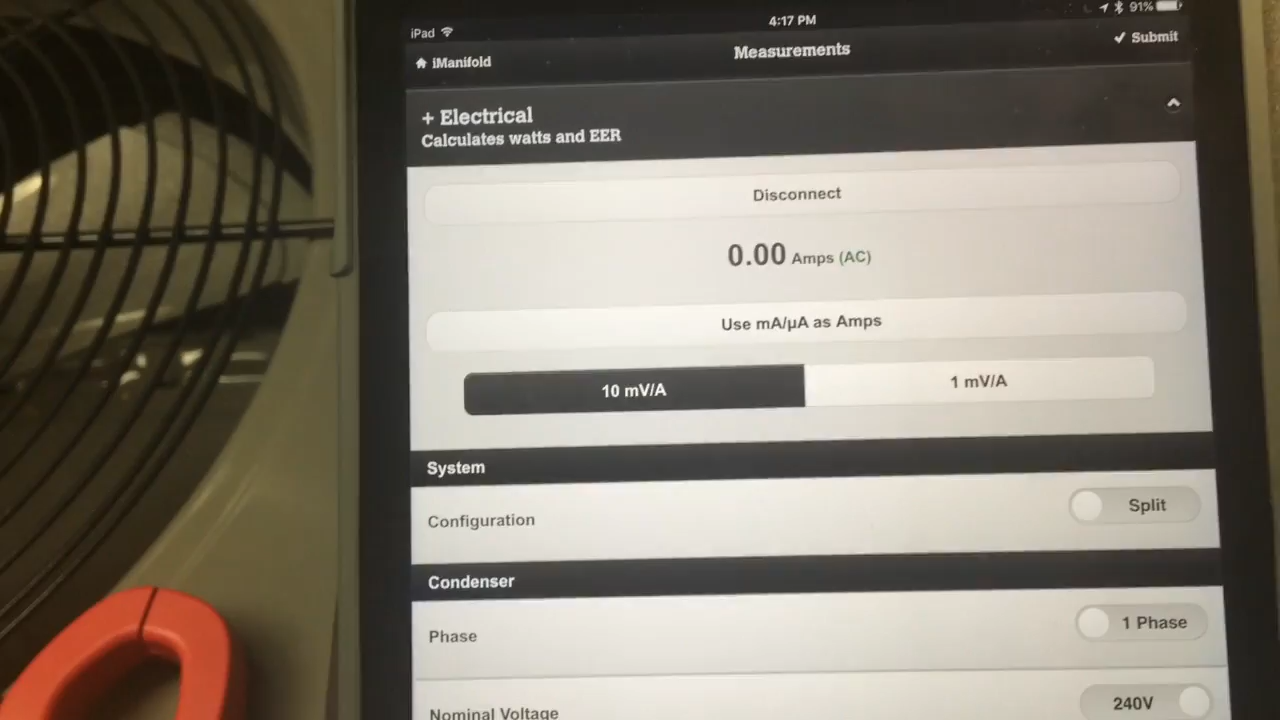 iPad
4:17 PM
91%
iManifold
Measurements
✓ Submit
+ Electrical
Calculates watts and EER
Disconnect
0.00 Amps (AC)
Use mA/µA as Amps
10 mV/A
1 mV/A
System
Configuration
Split
Condenser
Phase
1 Phase
Nominal Voltage
240V